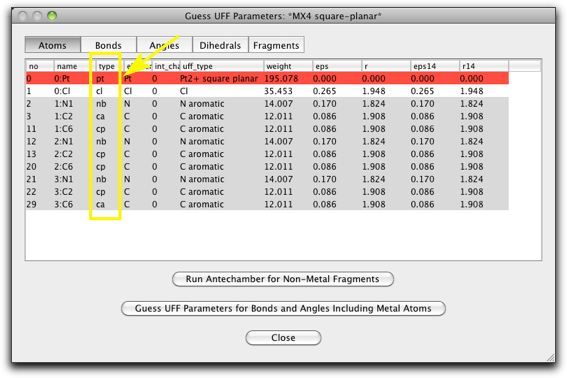 Guess UFF Parameters: *MX4 square-planar*
Atoms Bonds Angles Dihedrals Fragments
no name type int_cha uff_type weight eps r eps14 r14
0 0:Pt pt Pt 0 Pt2+ square planar 195.078 0.000 0.000 0.000 0.000
1 0:Cl cl Cl 0 Cl 35.453 0.265 1.948 0.265 1.948
2 1:N1 nb N 0 N aromatic 14.007 0.170 1.824 0.170 1.824
3 1:C2 ca C 0 C aromatic 12.011 0.086 1.908 0.086 1.908
11 1:C6 cp C 0 C aromatic 12.011 0.086 1.908 0.086 1.908
12 2:N1 nb N 0 N aromatic 14.007 0.170 1.824 0.170 1.824
13 2:C2 cp C 0 C aromatic 12.011 0.086 1.908 0.086 1.908
20 2:C6 cp C 0 C aromatic 12.011 0.086 1.908 0.086 1.908
21 3:N1 nb N 0 N aromatic 14.007 0.170 1.824 0.170 1.824
22 3:C2 cp C 0 C aromatic 12.011 0.086 1.908 0.086 1.908
29 3:C6 ca C 0 C aromatic 12.011 0.086 1.908 0.086 1.908
Run Antechamber for Non-Metal Fragments
Guess UFF Parameters for Bonds and Angles Including Metal Atoms
Close